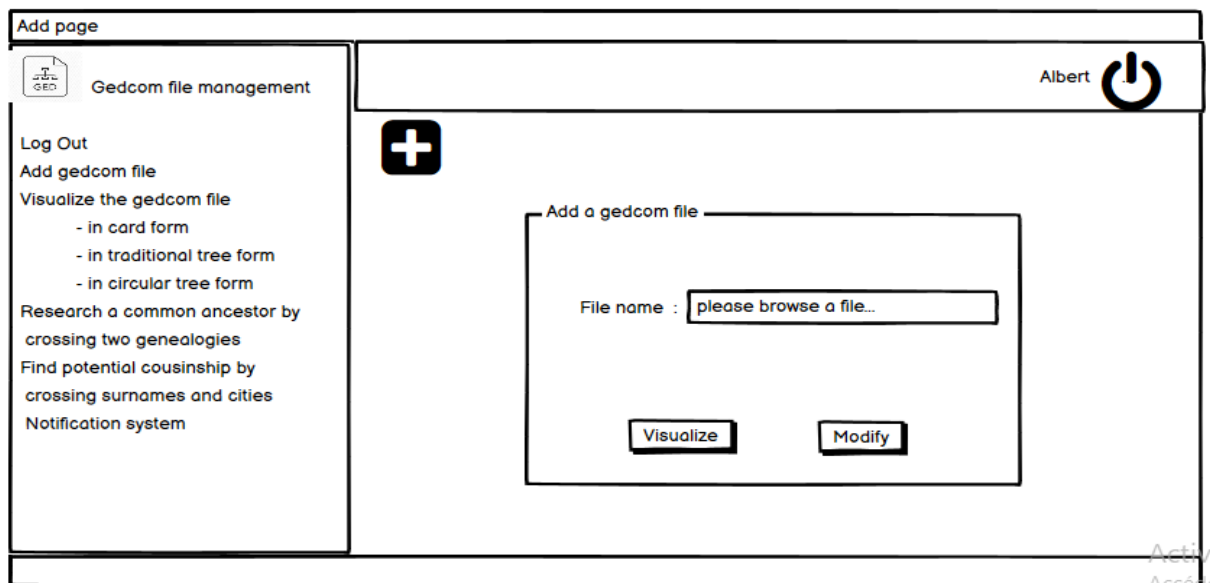 Add page
GED
Gedcom file management
Albert
Log Out
Add gedcom file
Visualize the gedcom file
- in card form
- in traditional tree form
- in circular tree form
Research a common ancestor by
crossing two genealogies
Find potential cousinship by
crossing surnames and cities
Notification system
Add a gedcom file
File name :
please browse a file...
Visualize
Modify